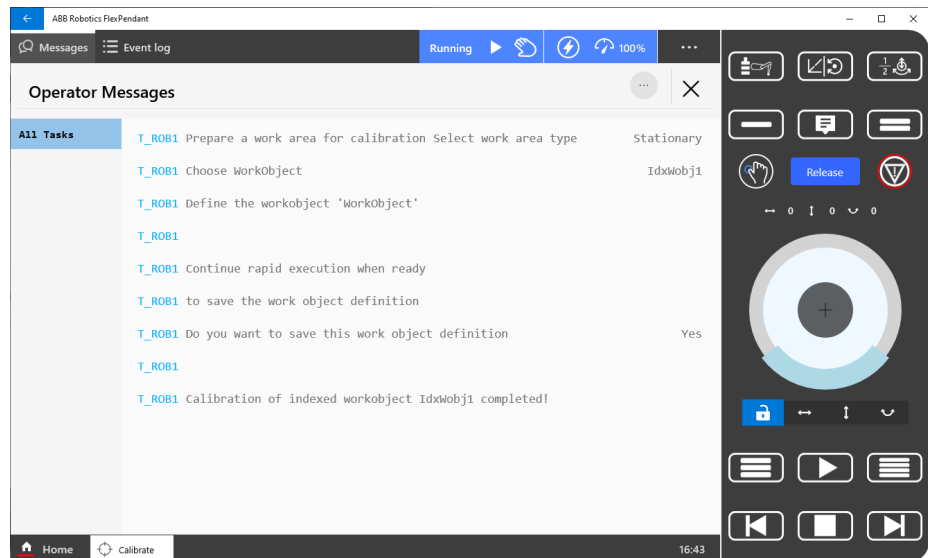 ABB Robotics FlexPendant
Messages Event log Running 100% ...
Operator Messages ...
All Tasks
T_ROB1 Prepare a work area for calibration Select work area type Stationary
T_ROB1 Choose WorkObject IdxWobj1
T_ROB1 Define the workobject 'WorkObject'
T_ROB1
T_ROB1 Continue rapid execution when ready
T_ROB1 to save the work object definition
T_ROB1 Do you want to save this work object definition Yes
T_ROB1
T_ROB1 Calibration of indexed workobject IdxWobj1 completed!
Home Calibrate 16:43
1/2
Release
0 0 0